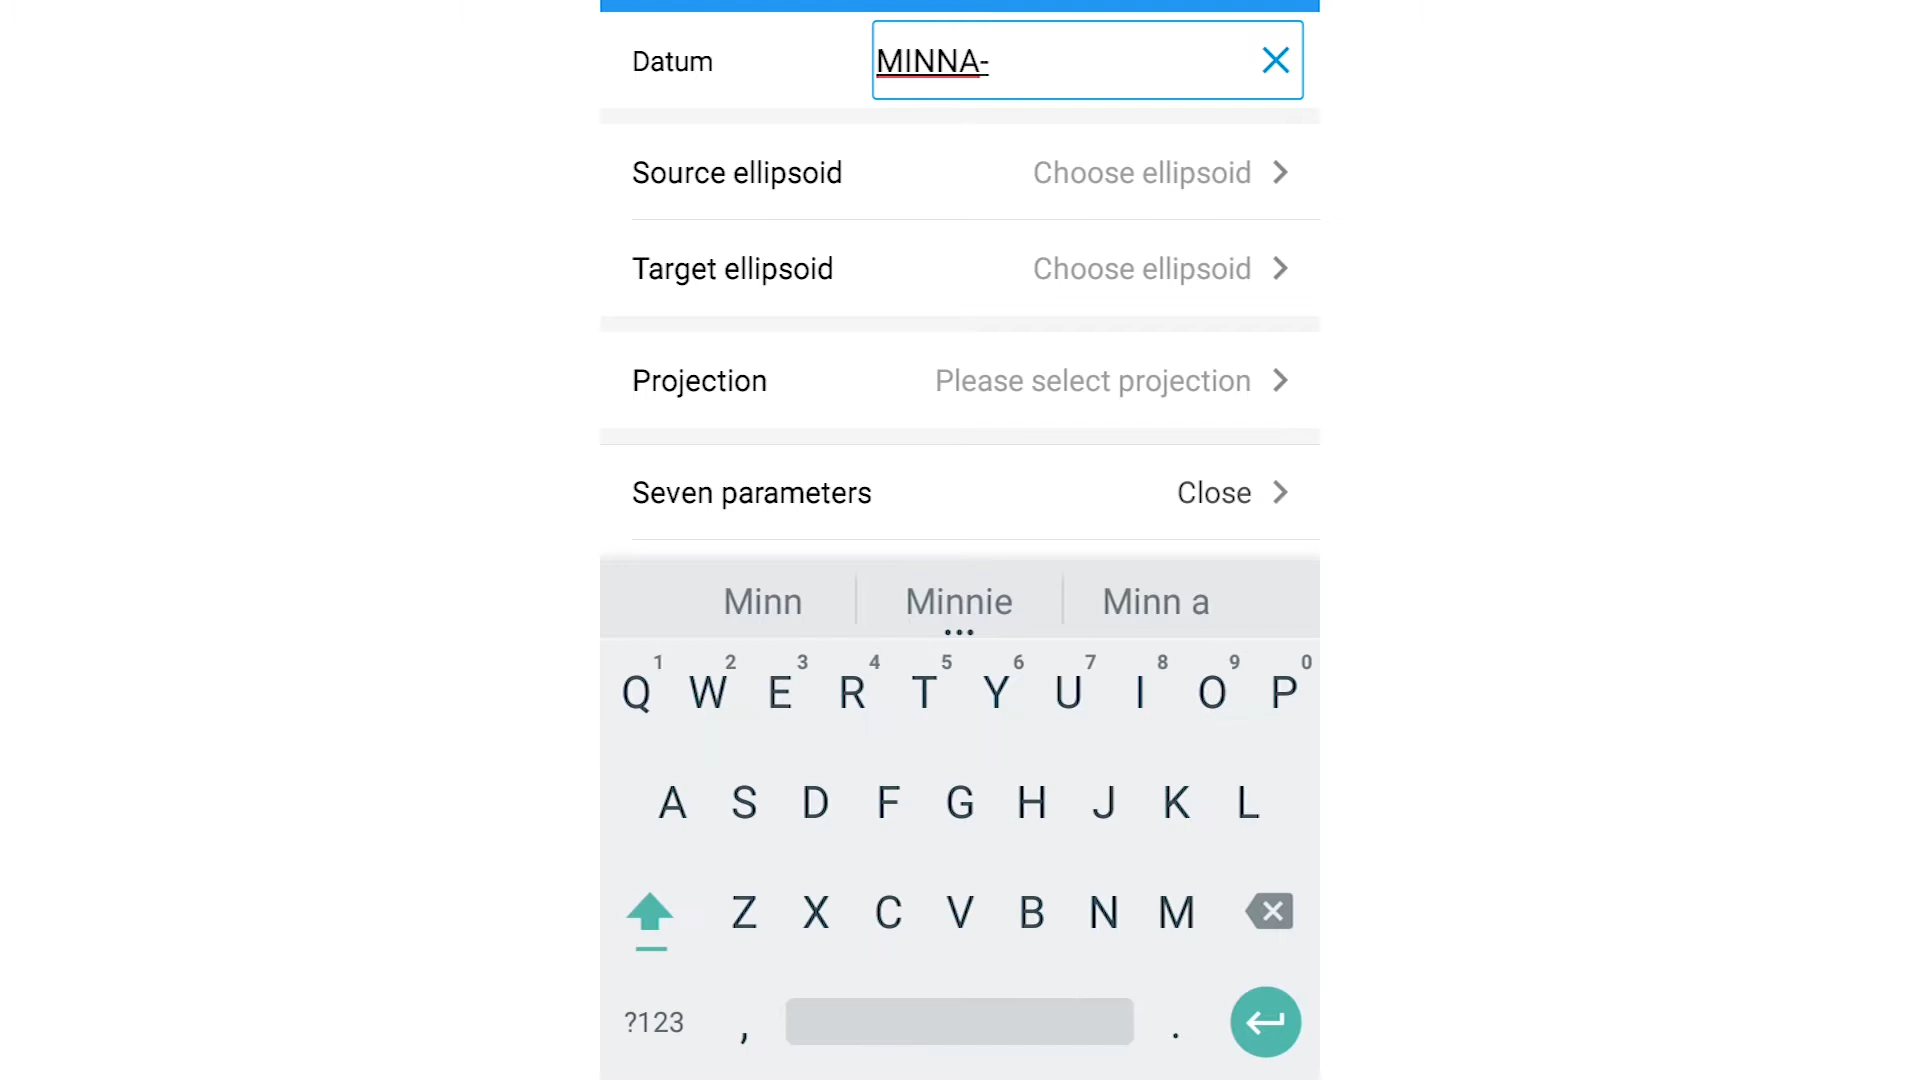 Datum MINNA-
Source ellipsoid Choose ellipsoid
Target ellipsoid Choose ellipsoid
Projection Please select projection
Seven parameters Close
Minn Minnie Minn a
1 2 3 4 5 6 7 8 9 0
Q W E R T Y U I O P
A S D F G H J K L
Z X C V B N M
?123 , .